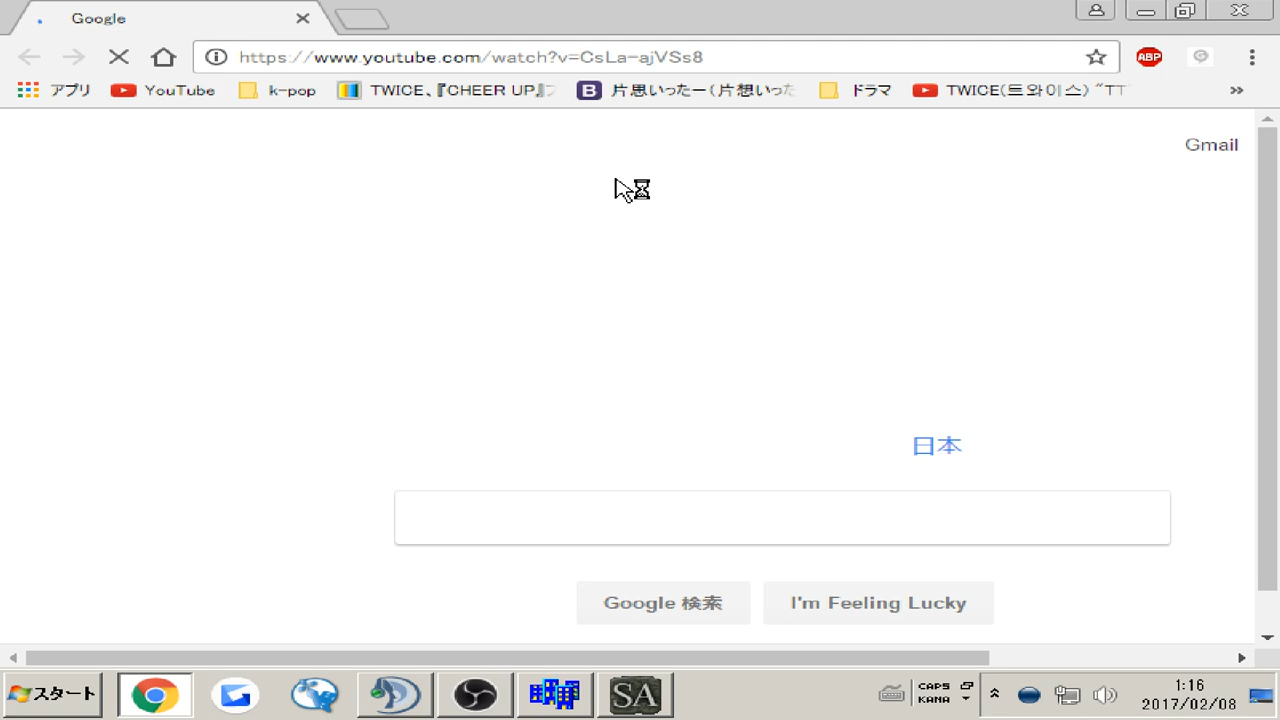 Google
https://www.youtube.com/watch?v=CsLa-ajVSs8
ABP
アプリ YouTube k-pop TWICE、『CHEER UP』 B 片思いったー（片想いった ドラマ TWICE(트와이스) "TT
Gmail
日本
Google 検索 I'm Feeling Lucky
スタート SA CAPS KANA 1:16
2017/02/08